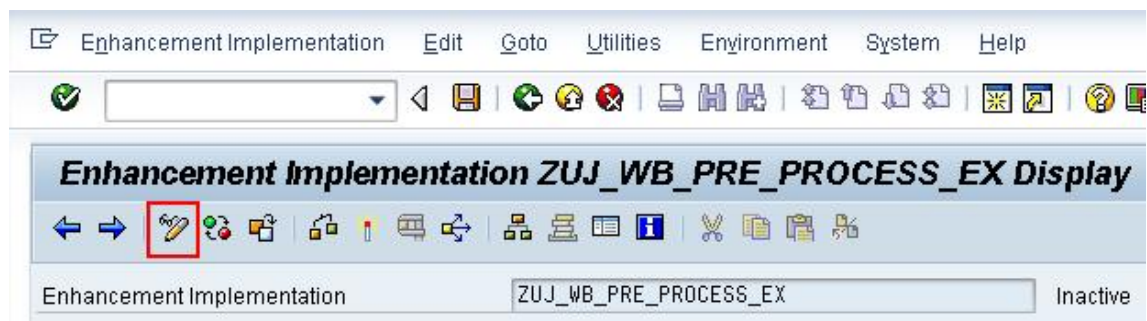 Enhancement Implementation Edit Goto Utilities Environment System Help
Enhancement Implementation ZUJ_WB_PRE_PROCESS_EX Display
Enhancement Implementation ZUJ_WB_PRE_PROCESS_EX Inactive